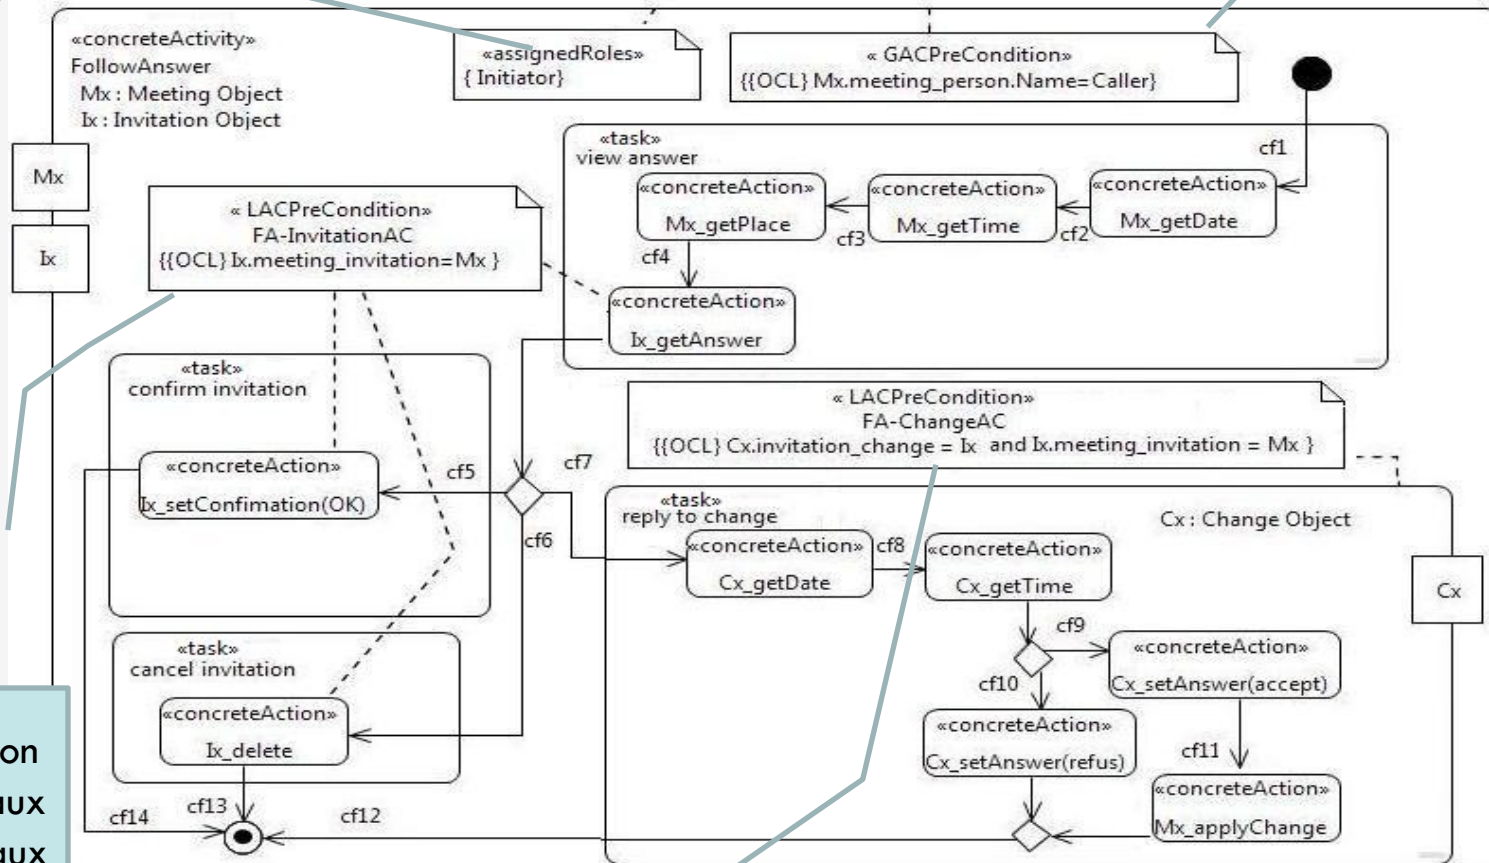 «concreteActivity»
FollowAnswer
Mx : Meeting Object
Ix : Invitation Object
«assignedRoles»
{ Initiator}
« GACPreCondition»
{{OCL} Mx.meeting_person.Name=Caller}
Mx
Ix
cf1
«task»
view answer
«concreteAction»
Mx_getPlace
«concreteAction»
Mx_getTime
«concreteAction»
Mx_getDate
cf3
cf2
cf4
«concreteAction»
Ix_getAnswer
« LACPreCondition»
FA-InvitationAC
{{OCL} Ix.meeting_invitation=Mx }
«task»
confirm invitation
«concreteAction»
Ix_setConfimation(OK)
cf5
cf7
cf6
« LACPreCondition»
FA-ChangeAC
{{OCL} Cx.invitation_change = Ix and Ix.meeting_invitation = Mx }
«task»
reply to change
Cx : Change Object
«concreteAction»
Cx_getDate
cf8
«concreteAction»
Cx_getTime
Cx
cf9
«concreteAction»
Cx_setAnswer(accept)
cf10
«concreteAction»
Cx_setAnswer(refus)
cf11
«concreteAction»
Mx_applyChange
«task»
cancel invitation
«concreteAction»
Ix_delete
cf13
cf14
cf12
on
aux
aux